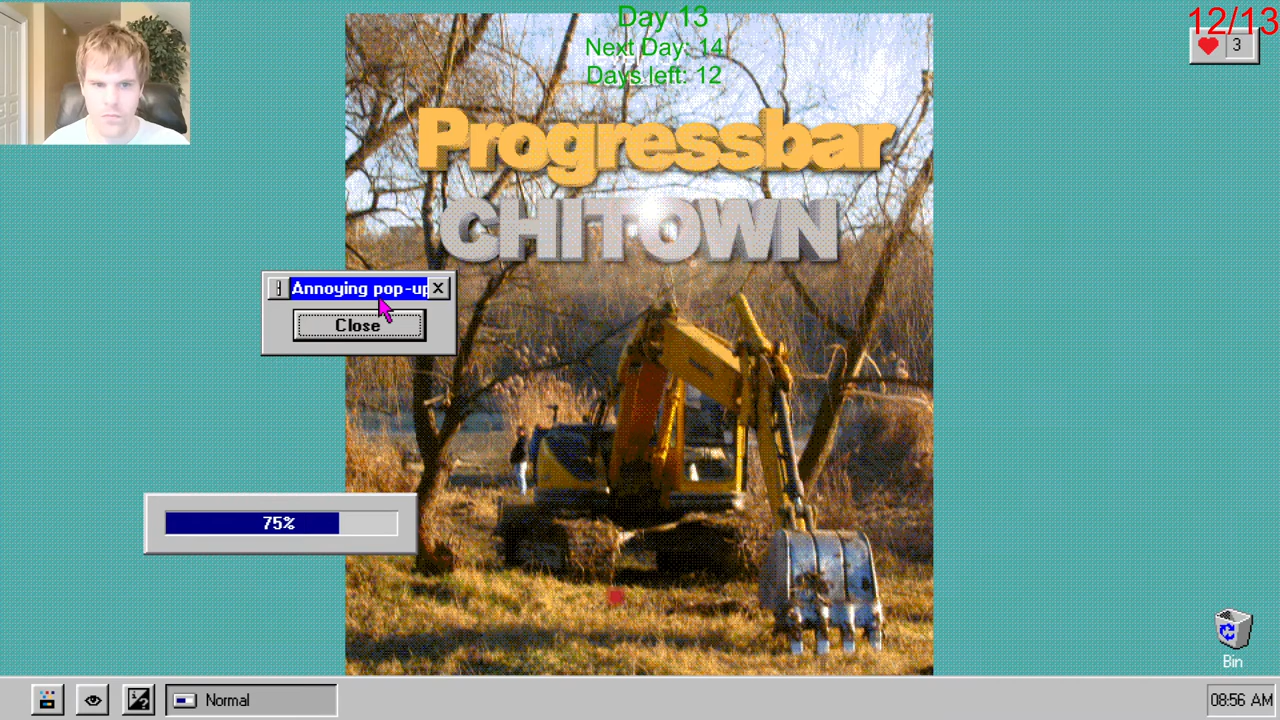 Day 13
Next Day: 14
Days left: 12
12/13
3
Progressbar
CHITOWN
Annoying pop-up
Close
75%
Bin
Normal
08:56 AM